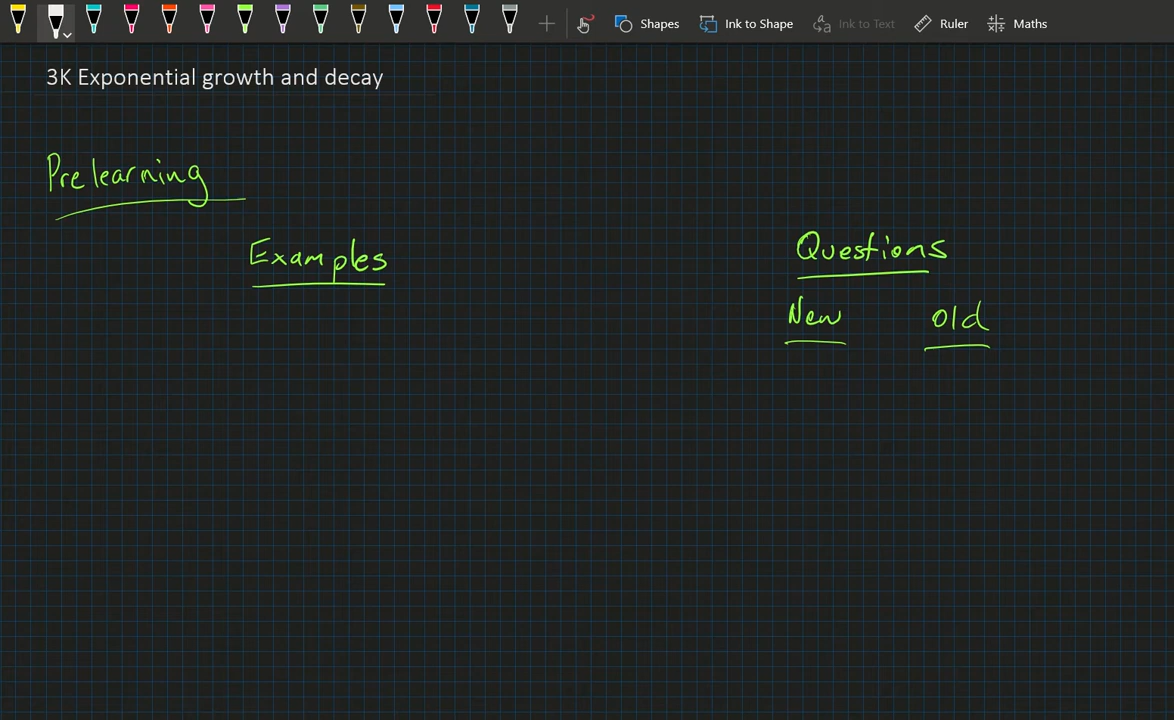 Shapes Ink to Shape Ink to Text Ruler Maths
3K Exponential growth and decay
Prelearning
Examples
Questions
New Old